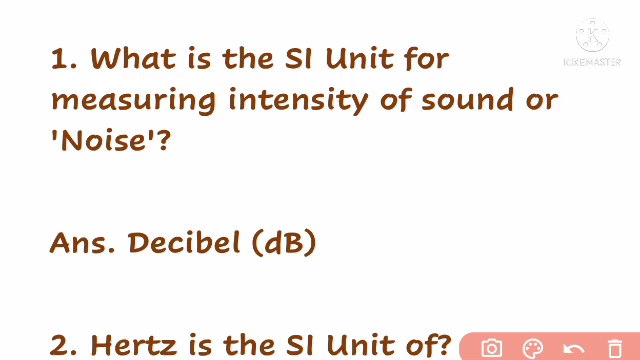 1. What is the SI Unit for
measuring intensity of sound or
'Noise'?
Ans. Decibel (dB)
2. Hertz is the SI Unit of?
KINEMASTER